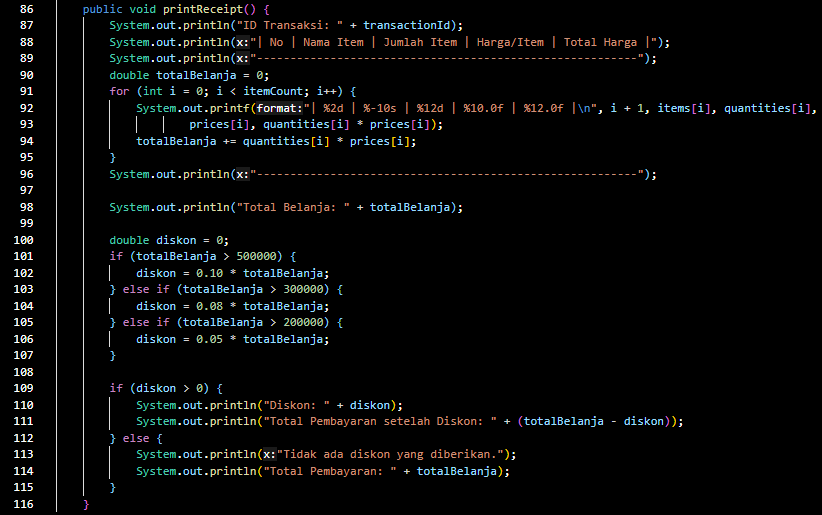 86 public void printReceipt() {
87 System.out.println("ID Transaksi: " + transactionId);
88 System.out.println(x:"| No | Nama Item | Jumlah Item | Harga/Item | Total Harga |");
89 System.out.println(x:"---------------------------------------------------------");
90 double totalBelanja = 0;
91 for (int i = 0; i < itemCount; i++) {
92 System.out.printf(format:"| %2d | %-10s | %12d | %10.0f | %12.0f |\n", i + 1, items[i], quantities[i],
93 prices[i], quantities[i] * prices[i]);
94 totalBelanja += quantities[i] * prices[i];
95 }
96 System.out.println(x:"---------------------------------------------------------");
97
98 System.out.println("Total Belanja: " + totalBelanja);
99
100 double diskon = 0;
101 if (totalBelanja > 500000) {
102 diskon = 0.10 * totalBelanja;
103 } else if (totalBelanja > 300000) {
104 diskon = 0.08 * totalBelanja;
105 } else if (totalBelanja > 200000) {
106 diskon = 0.05 * totalBelanja;
107 }
108
109 if (diskon > 0) {
110 System.out.println("Diskon: " + diskon);
111 System.out.println("Total Pembayaran setelah Diskon: " + (totalBelanja - diskon));
112 } else {
113 System.out.println(x:"Tidak ada diskon yang diberikan.");
114 System.out.println("Total Pembayaran: " + totalBelanja);
115 }
116 }